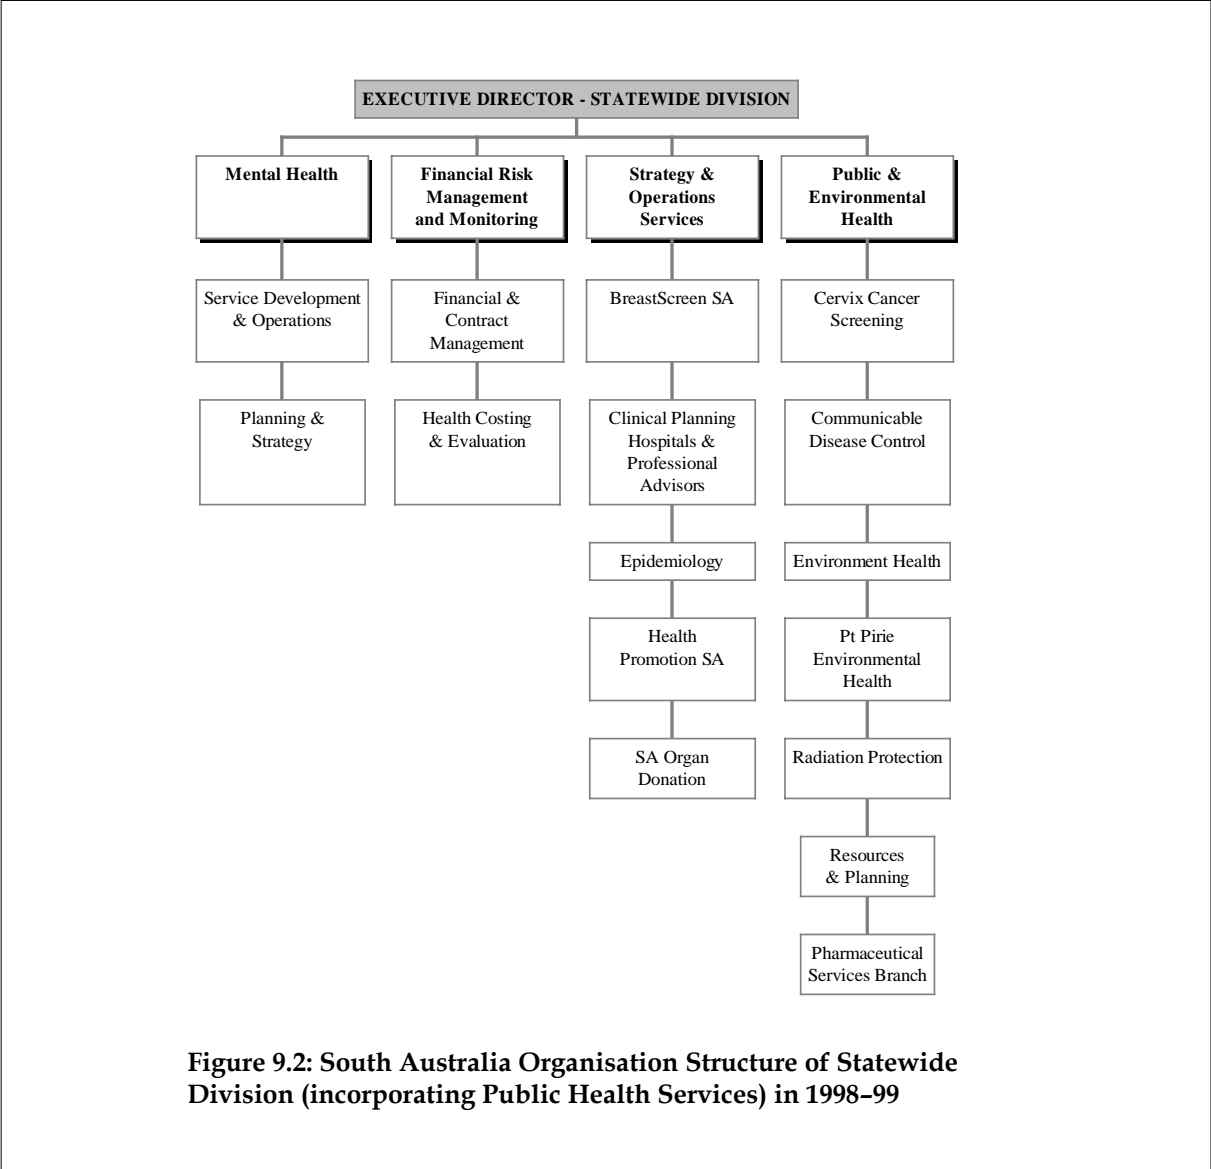 EXECUTIVE DIRECTOR - STATEWIDE DIVISION
Mental Health
Financial Risk
Management
and Monitoring
Strategy &
Operations
Services
Public &
Environmental
Health
Service Development
& Operations
Financial &
Contract
Management
BreastScreen SA
Cervix Cancer
Screening
Planning &
Strategy
Health Costing
& Evaluation
Clinical Planning
Hospitals &
Professional
Advisors
Communicable
Disease Control
Epidemiology
Environment Health
Health
Promotion SA
Pt Pirie
Environmental
Health
SA Organ
Donation
Radiation Protection
Resources
& Planning
Pharmaceutical
Services Branch
Figure 9.2: South Australia Organisation Structure of Statewide
Division (incorporating Public Health Services) in 1998–99